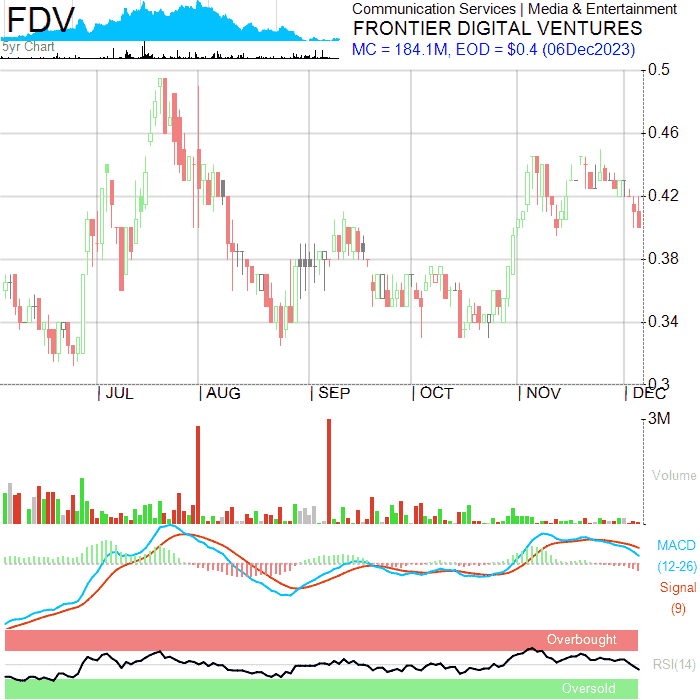 FDV
5yr Chart
Communication Services | Media & Entertainment
FRONTIER DIGITAL VENTURES
MC = 184.1M, EOD = $0.4 (06Dec2023)
0.5
0.46
0.42
0.38
0.34
0.3
JUL AUG SEP OCT NOV DEC
3M
Volume
MACD
(12-26)
Signal
(9)
Overbought
RSI(14)
Oversold